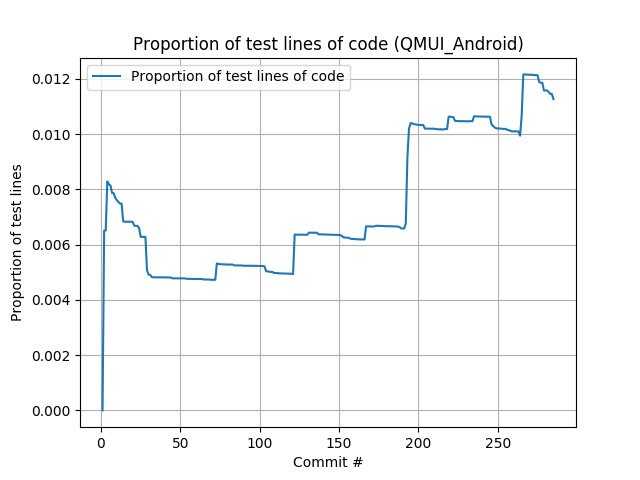 Proportion of test lines of code (QMUI_Android)
Proportion of test lines of code
Proportion of test lines
0.012
0.010
0.008
0.006
0.004
0.002
0.000
0 50 100 150 200 250
Commit #